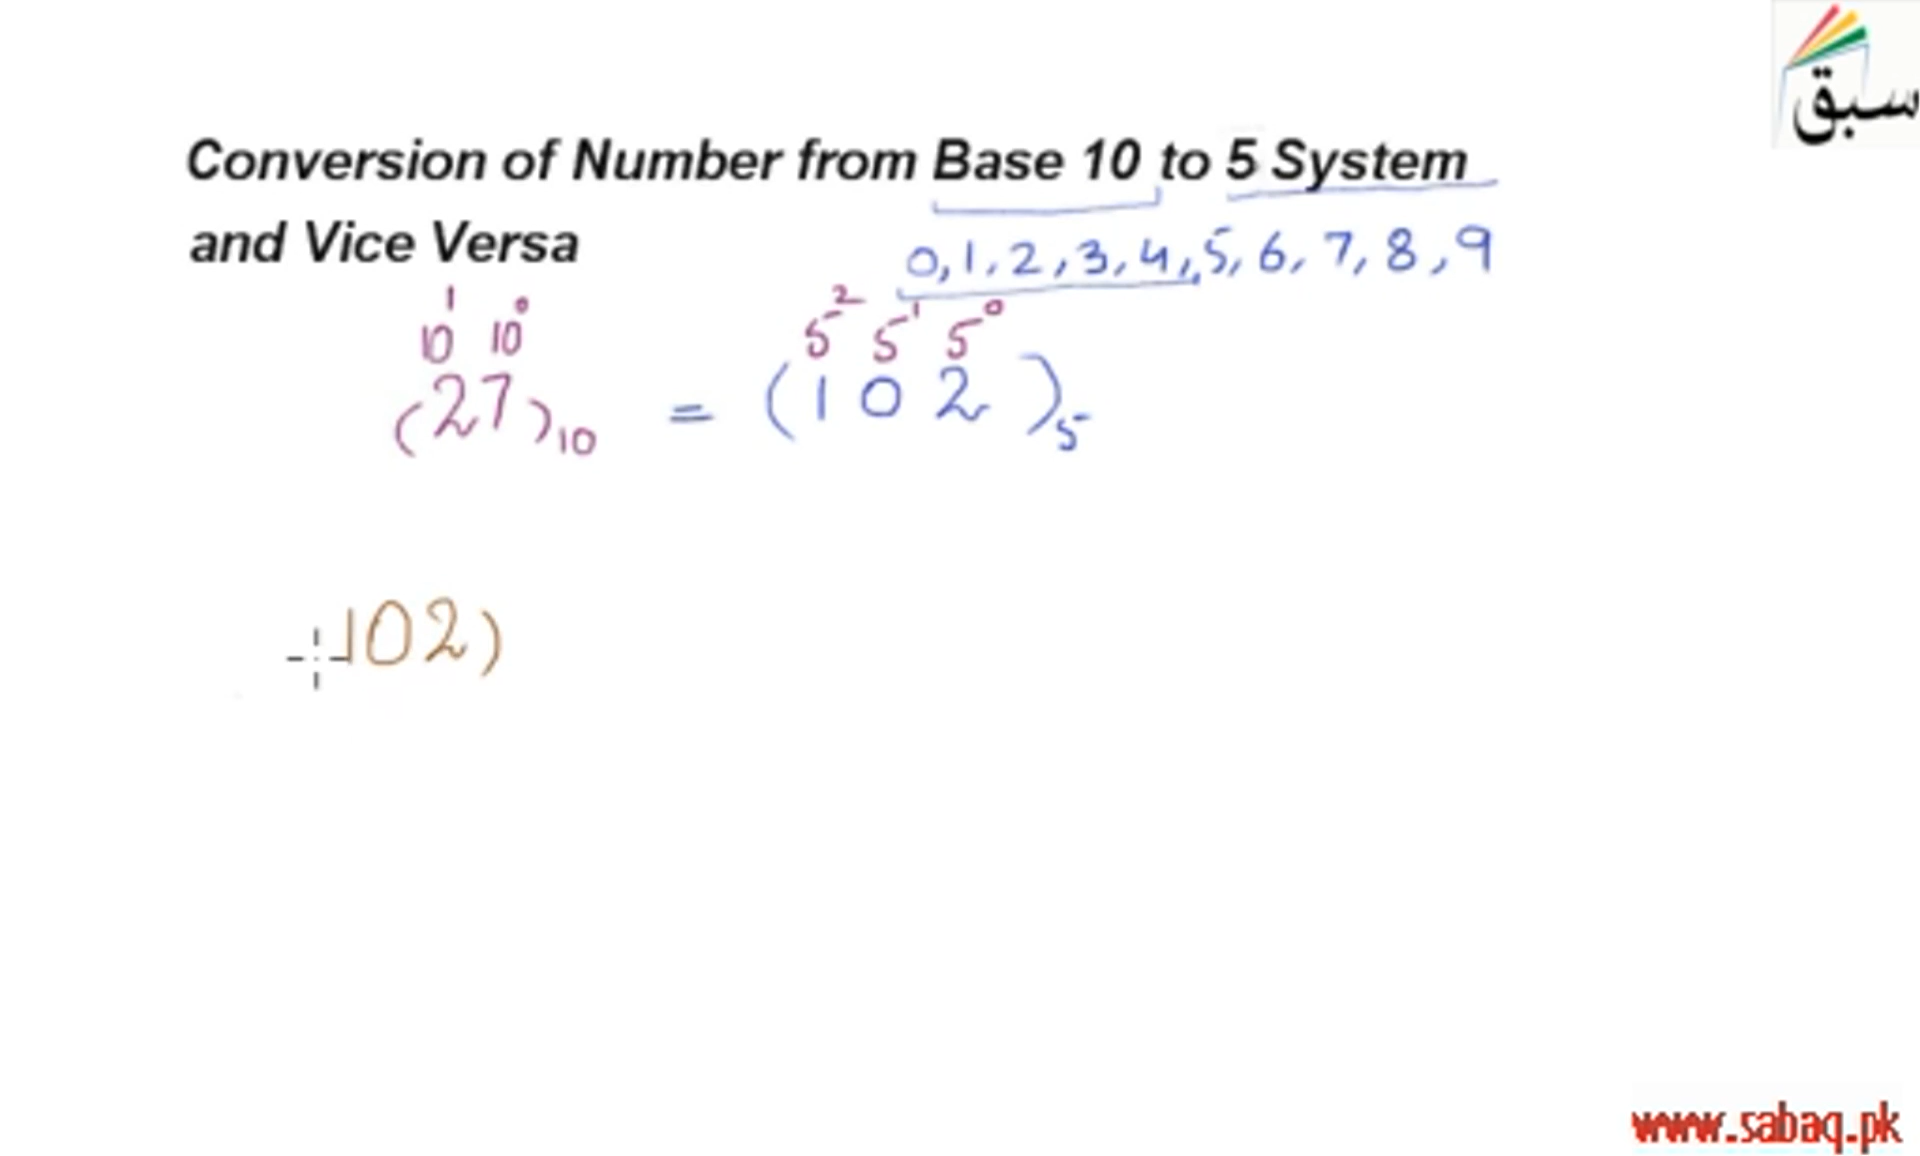 سبق
Conversion of Number from Base 10 to 5 System
and Vice Versa
0, 1, 2, 3, 4, 5, 6, 7, 8, 9
10¹ 10⁰ 5² 5¹ 5⁰
(27)₁₀ = (102)₅
102)
www.sabaq.pk